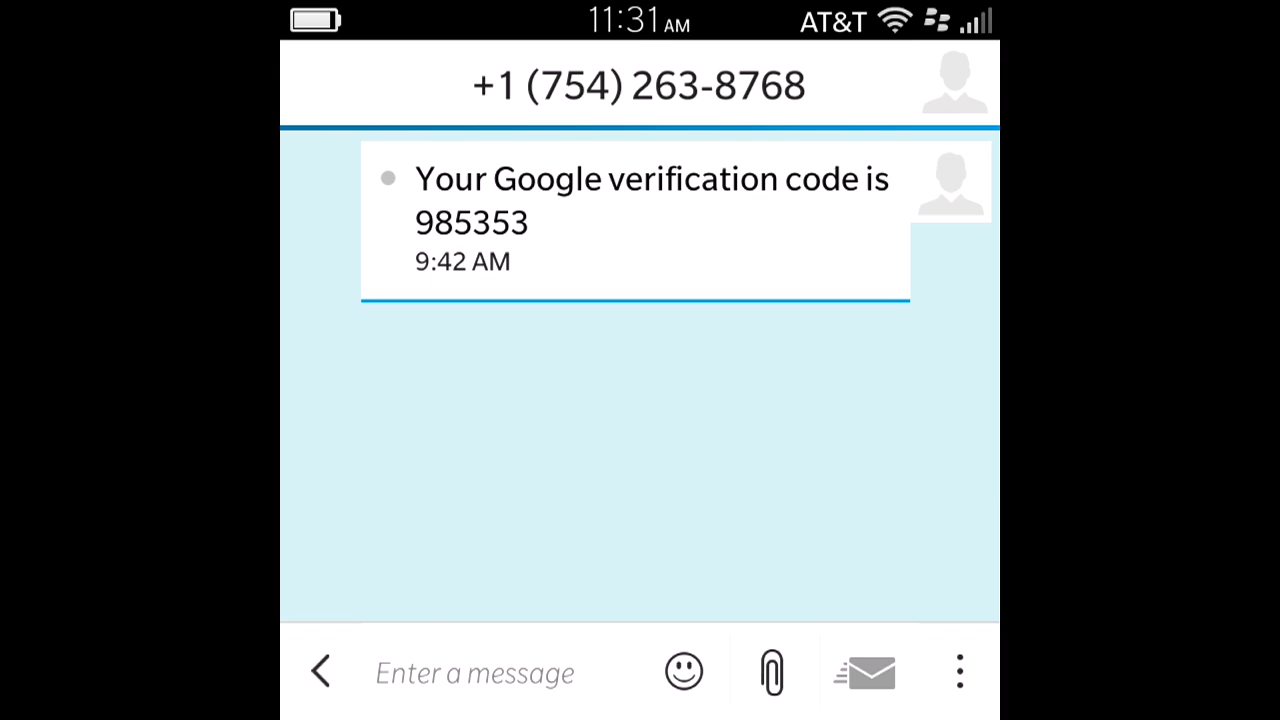 11:31 AM AT&T
+1 (754) 263-8768
Your Google verification code is
985353
9:42 AM
Enter a message